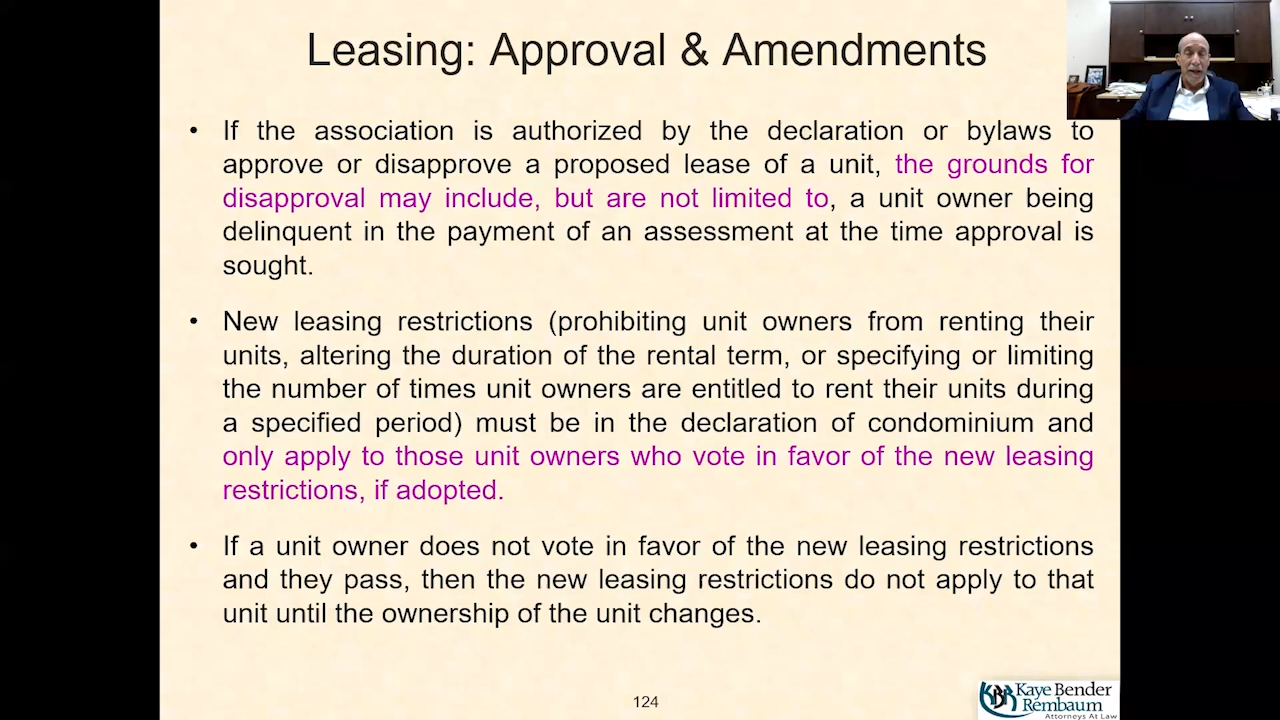 Leasing: Approval & Amendments
• If the association is authorized by the declaration or bylaws to
approve or disapprove a proposed lease of a unit, the grounds for
disapproval may include, but are not limited to, a unit owner being
delinquent in the payment of an assessment at the time approval is
sought.
• New leasing restrictions (prohibiting unit owners from renting their
units, altering the duration of the rental term, or specifying or limiting
the number of times unit owners are entitled to rent their units during
a specified period) must be in the declaration of condominium and
only apply to those unit owners who vote in favor of the new leasing
restrictions, if adopted.
• If a unit owner does not vote in favor of the new leasing restrictions
and they pass, then the new leasing restrictions do not apply to that
unit until the ownership of the unit changes.
124
KBR Kaye Bender
Rembaum
Attorneys At Law